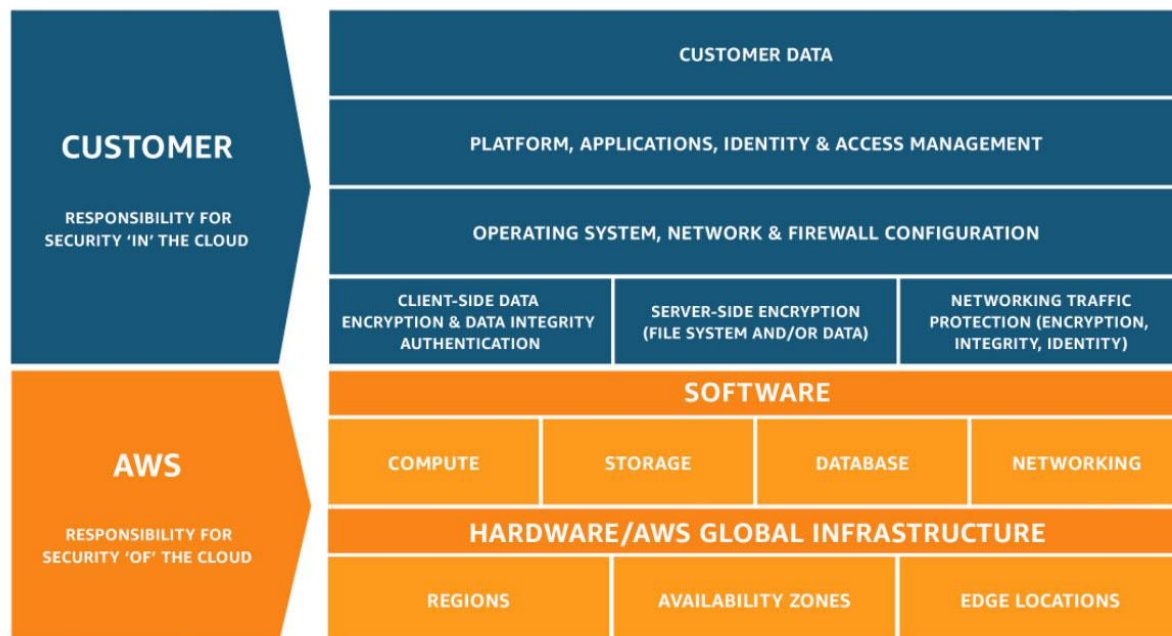 CUSTOMER
RESPONSIBILITY FOR
SECURITY ‘IN’ THE CLOUD
CUSTOMER DATA
PLATFORM, APPLICATIONS, IDENTITY & ACCESS MANAGEMENT
OPERATING SYSTEM, NETWORK & FIREWALL CONFIGURATION
CLIENT-SIDE DATA
ENCRYPTION & DATA INTEGRITY
AUTHENTICATION
SERVER-SIDE ENCRYPTION
(FILE SYSTEM AND/OR DATA)
NETWORKING TRAFFIC
PROTECTION (ENCRYPTION,
INTEGRITY, IDENTITY)
AWS
RESPONSIBILITY FOR
SECURITY ‘OF’ THE CLOUD
SOFTWARE
COMPUTE
STORAGE
DATABASE
NETWORKING
HARDWARE/AWS GLOBAL INFRASTRUCTURE
REGIONS
AVAILABILITY ZONES
EDGE LOCATIONS